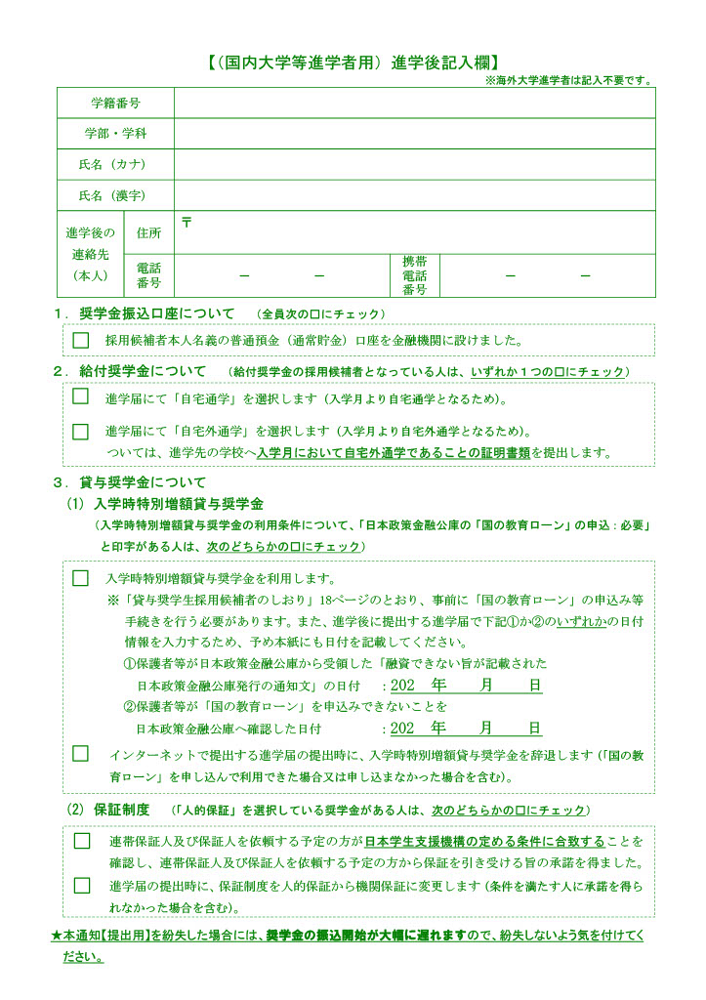 【（国内大学等進学者用）進学後記入欄】
※海外大学進学者は記入不要です。
学籍番号
学部・学科
氏名（カナ）
氏名（漢字）
進学後の
連絡先
（本人）
住所
〒
電話
番号
－ －
携帯
電話
番号
－ －
１．奨学金振込口座について （全員次の□にチェック）
□ 採用候補者本人名義の普通預金（通常貯金）口座を金融機関に設けました。
２．給付奨学金について （給付奨学金の採用候補者となっている人は、いずれか１つの□にチェック）
□ 進学届にて「自宅通学」を選択します（入学月より自宅通学となるため）。
□ 進学届にて「自宅外通学」を選択します（入学月より自宅外通学となるため）。
ついては、進学先の学校へ入学月において自宅外通学であることの証明書類を提出します。
３．貸与奨学金について
（1）入学時特別増額貸与奨学金
（入学時特別増額貸与奨学金の利用条件について、「日本政策金融公庫の「国の教育ローン」の申込：必要」
と印字がある人は、次のどちらかの□にチェック）
□ 入学時特別増額貸与奨学金を利用します。
※「貸与奨学生採用候補者のしおり」18ページのとおり、事前に「国の教育ローン」の申込み等
手続きを行う必要があります。また、進学後に提出する進学届で下記①か②のいずれかの日付
情報を入力するため、予め本紙にも日付を記載してください。
①保護者等が日本政策金融公庫から受領した「融資できない旨が記載された
日本政策金融公庫発行の通知文」の日付 ：202 年 月 日
②保護者等が「国の教育ローン」を申込みできないことを
日本政策金融公庫へ確認した日付 ：202 年 月 日
□ インターネットで提出する進学届の提出時に、入学時特別増額貸与奨学金を辞退します（「国の教
育ローン」を申し込んで利用できた場合又は申し込まなかった場合を含む）。
（2）保証制度 （「人的保証」を選択している奨学金がある人は、次のどちらかの□にチェック）
□ 連帯保証人及び保証人を依頼する予定の方が日本学生支援機構の定める条件に合致することを
確認し、連帯保証人及び保証人を依頼する予定の方から保証を引き受ける旨の承諾を得ました。
□ 進学届の提出時に、保証制度を人的保証から機関保証に変更します（条件を満たす人に承諾を得ら
れなかった場合を含む）。
★本通知【提出用】を紛失した場合には、奨学金の振込開始が大幅に遅れますので、紛失しないよう気を付けてく
ださい。